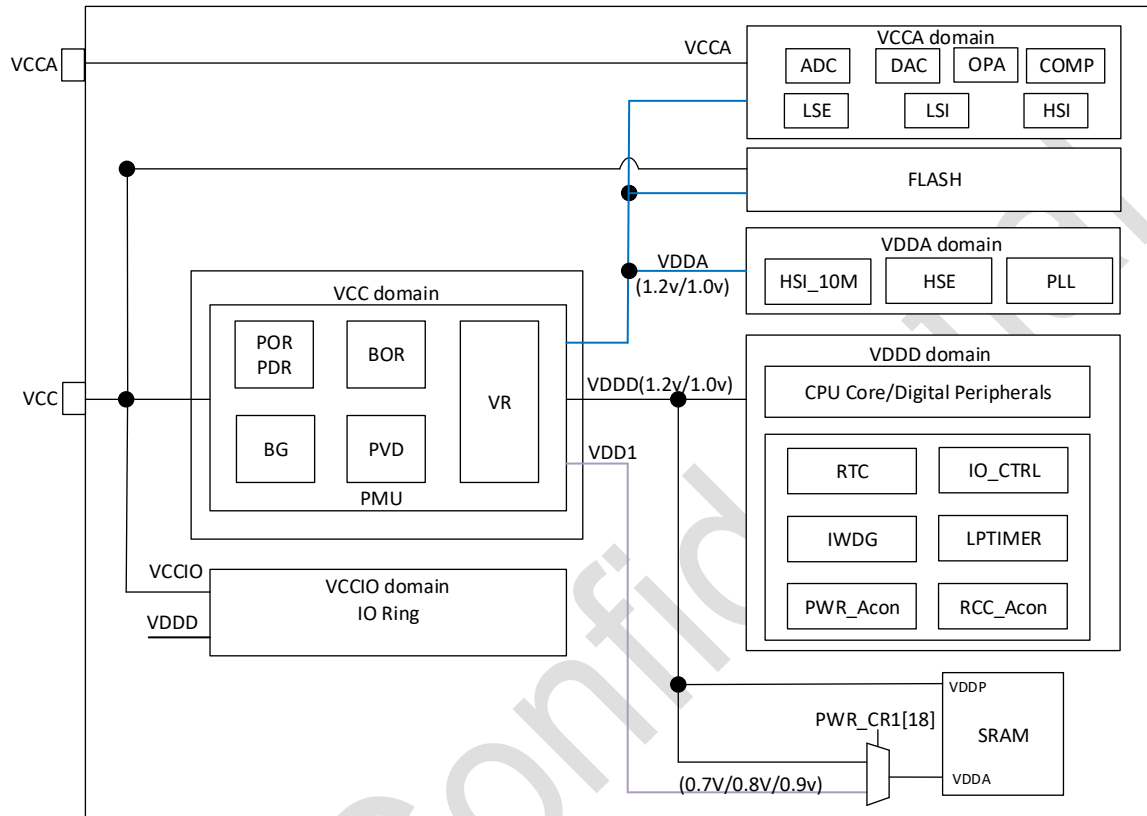 VCCA
VCCA
VCCA domain
ADC
DAC
OPA
COMP
LSE
LSI
HSI
FLASH
VDDA domain
VDDA
(1.2v/1.0v)
HSI_10M
HSE
PLL
VCC domain
POR
PDR
BOR
VR
BG
PVD
PMU
VCC
VDDD(1.2v/1.0v)
VDD1
VDDD domain
CPU Core/Digital Peripherals
RTC
IO_CTRL
IWDG
LPTIMER
PWR_Acon
RCC_Acon
VCCIO
VCCIO domain
IO Ring
VDDD
PWR_CR1[18]
VDDP
SRAM
VDDA
(0.7V/0.8V/0.9v)
Confid